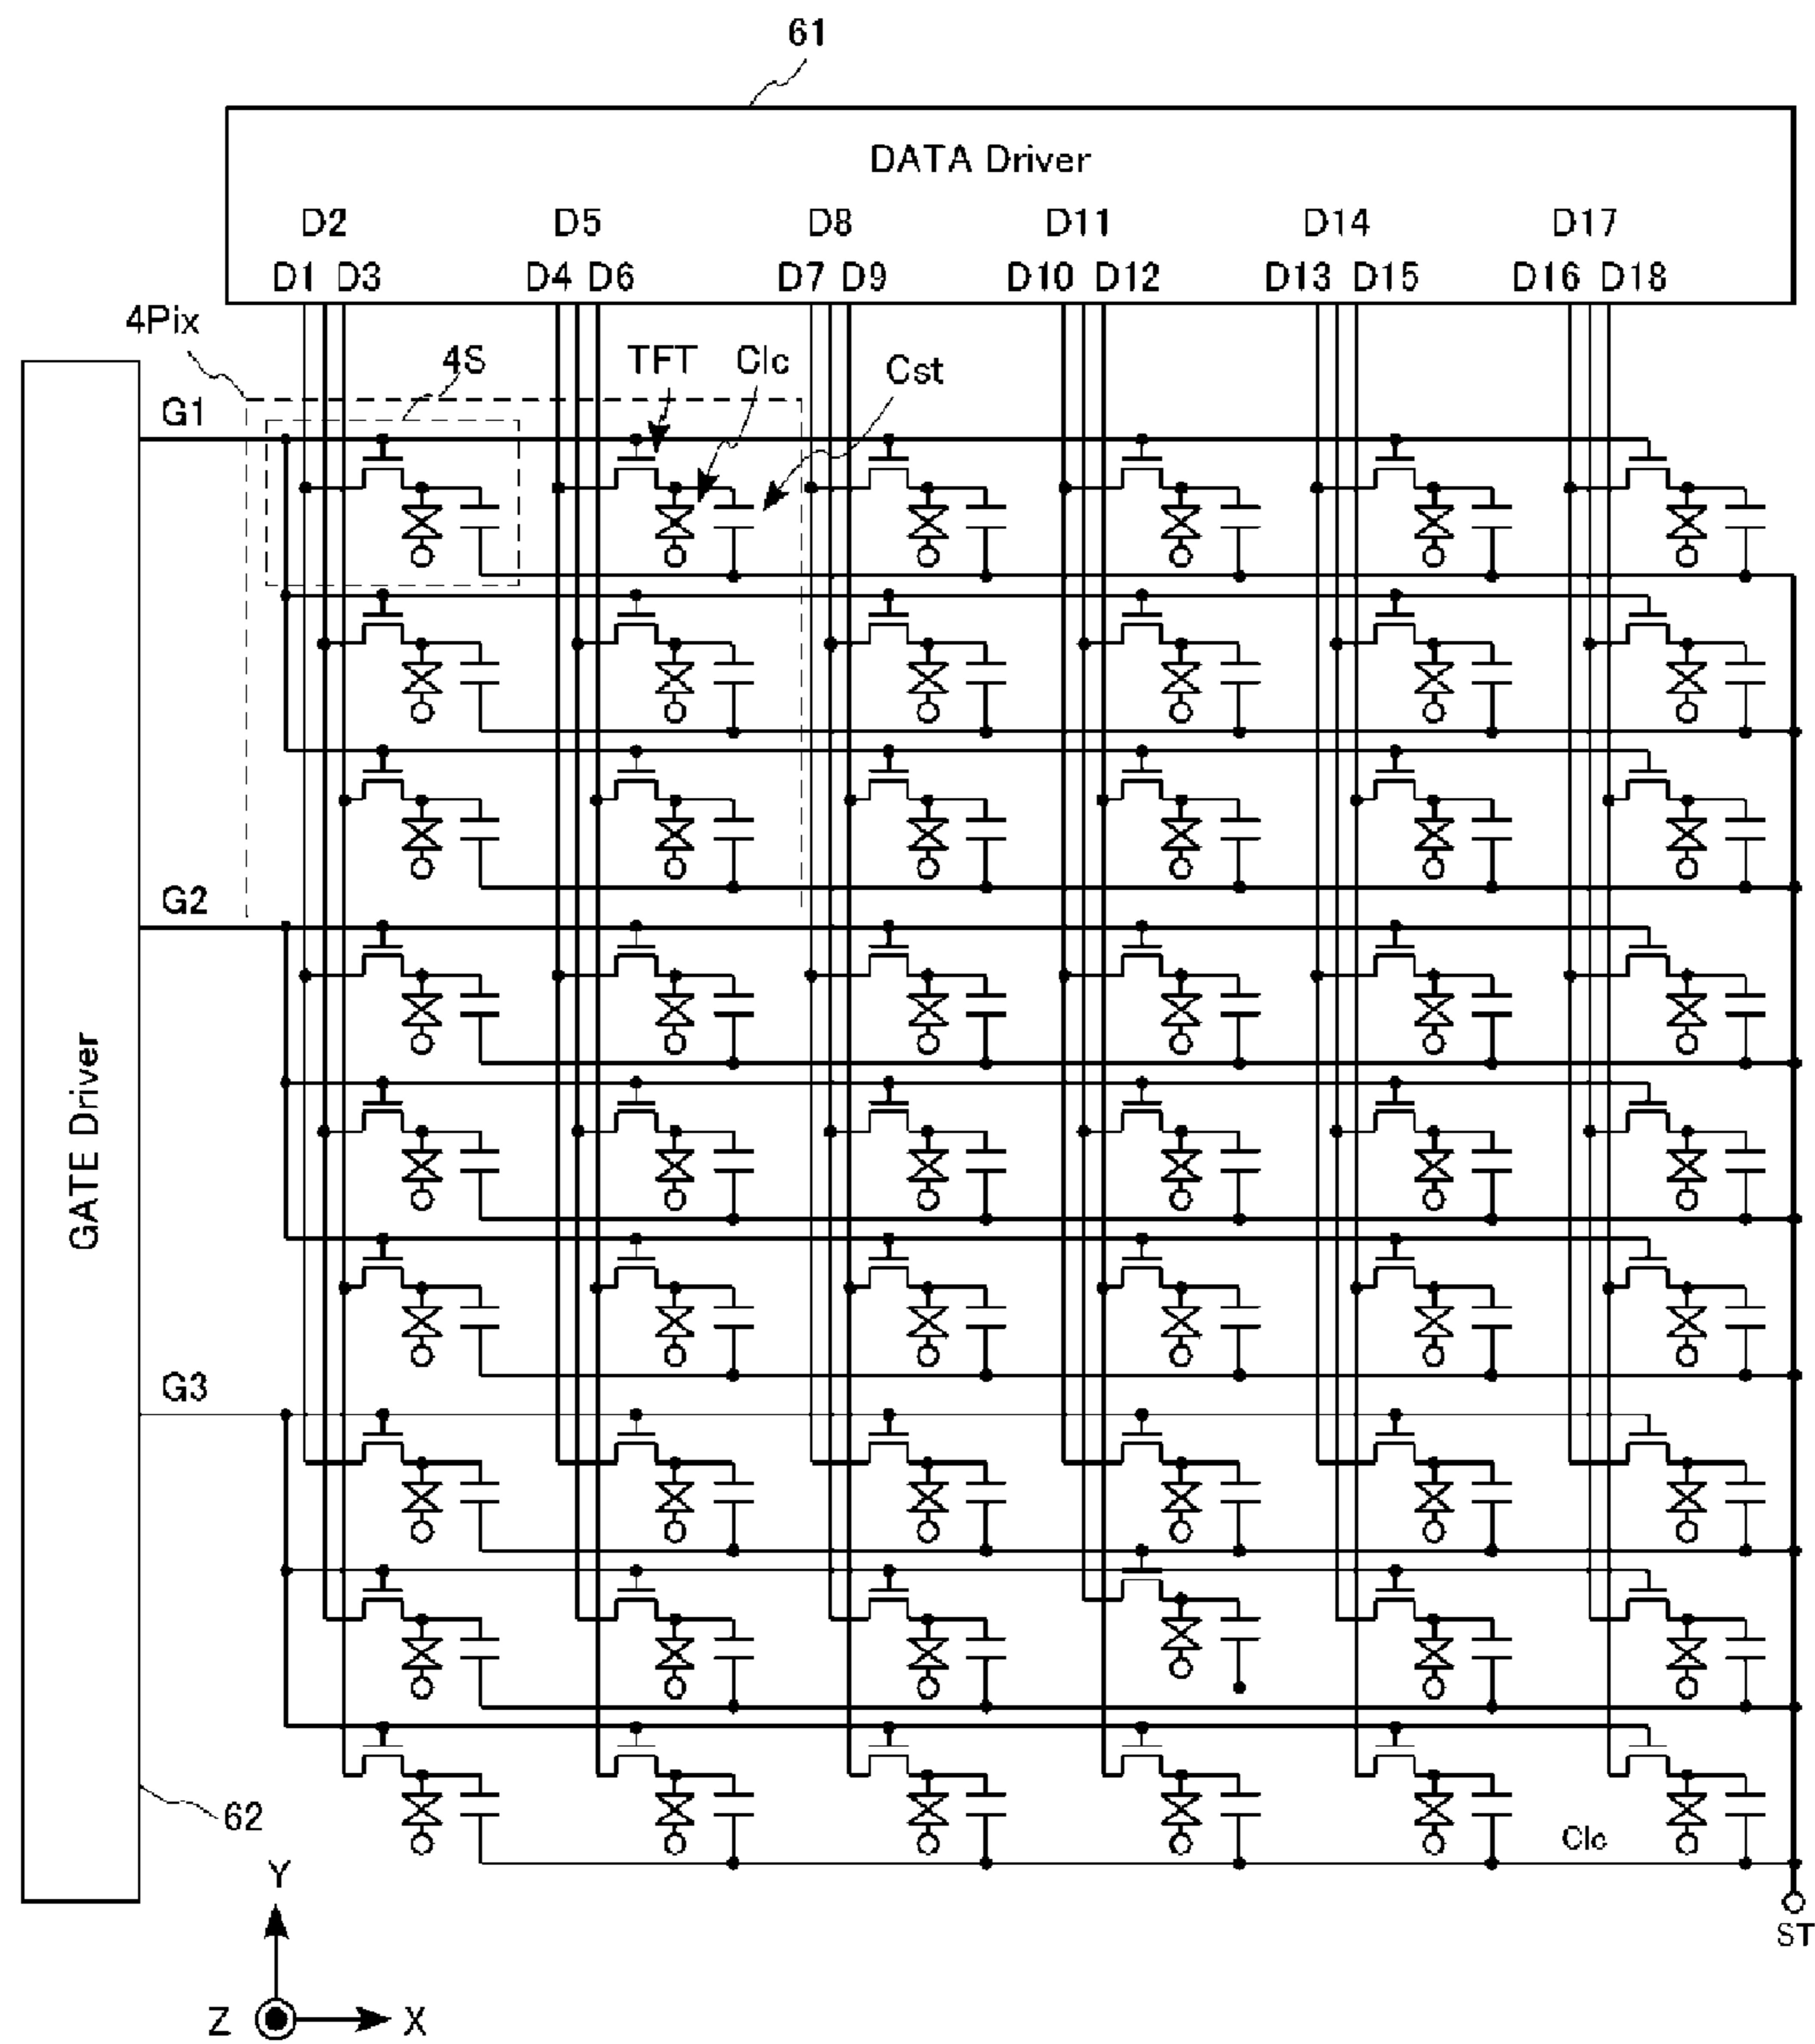 61
DATA Driver
D2 D5 D8 D11 D14 D17
D1 D3 D4 D6 D7 D9 D10 D12 D13 D15 D16 D18
4Pix
4S TFT Clc Cst
G1
G2
GATE Driver
G3
62
Clc
Y
ST
Z X